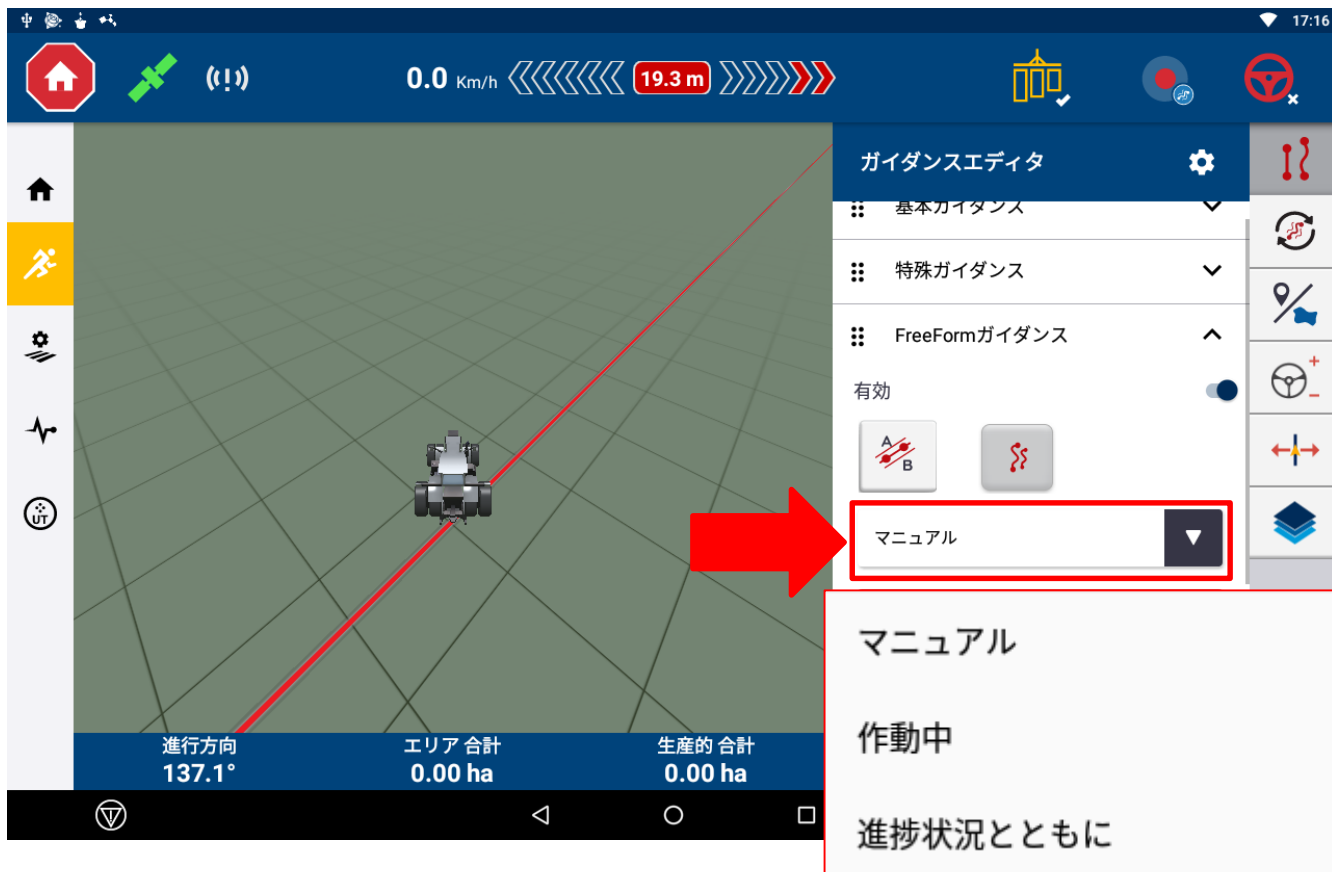 17:16
0.0 Km/h
19.3 m
ガイダンスエディタ
基本ガイダンス
特殊ガイダンス
FreeFormガイダンス
有効
A
B
マニュアル
マニュアル
作動中
進捗状況とともに
UT
進行方向
137.1°
エリア 合計
0.00 ha
生産的 合計
0.00 ha